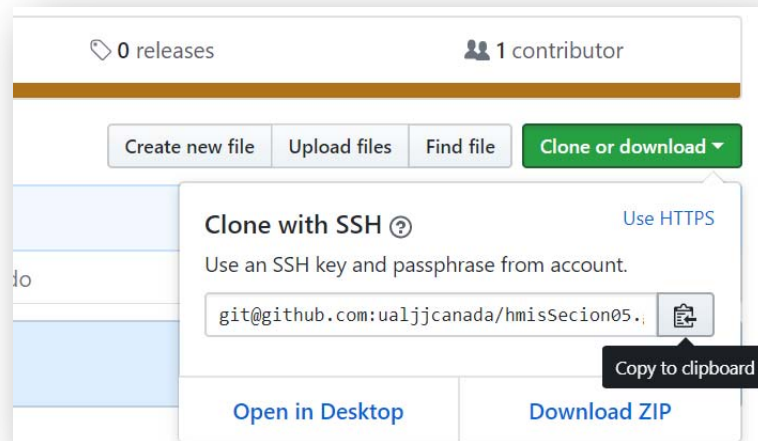 0 releases
1 contributor
Create new file
Upload files
Find file
Clone or download
Clone with SSH
Use HTTPS
Use an SSH key and passphrase from account.
do
git@github.com:ualjjcanada/hmisSecion05.
Copy to clipboard
Open in Desktop
Download ZIP